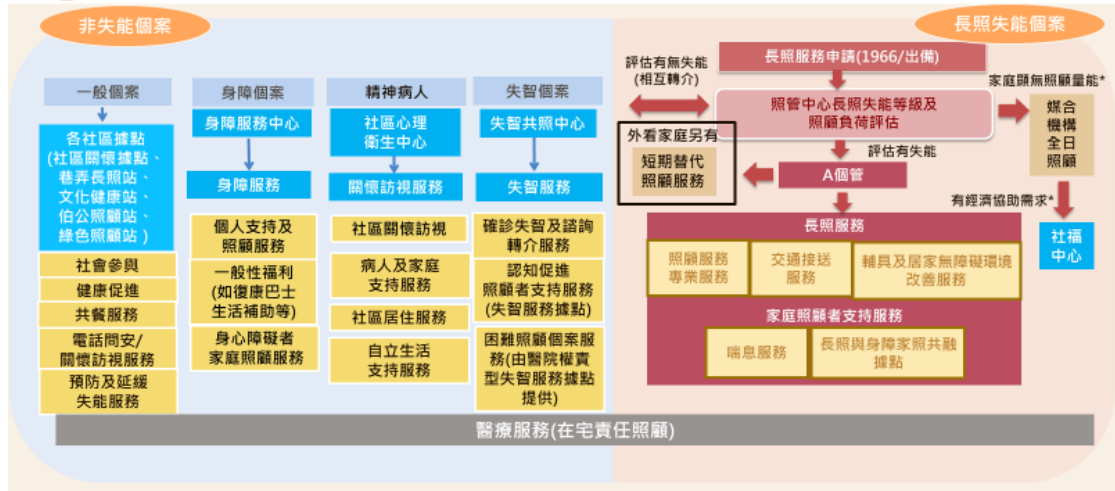 非失能個案
長照失能個案
一般個案
各社區據點
(社區關懷據點、
巷弄長照站、
文化健康站、
伯公照顧站、
綠色照顧站)
社會參與
健康促進
共餐服務
電話問安/
關懷訪視服務
預防及延緩
失能服務
身障個案
身障服務中心
身障服務
個人支持及
照顧服務
一般性福利
(如復康巴士
生活補助等)
身心障礙者
家庭照顧服務
精神病人
社區心理
衛生中心
關懷訪視服務
社區關懷訪視
病人及家庭
支持服務
社區居住服務
自立生活
支持服務
失智個案
失智共照中心
失智服務
確診失智及諮詢
轉介服務
認知促進
照顧者支持服務
(失智服務據點)
困難照顧個案服
務(由醫院權責
型失智服務據點
提供)
評估有無失能
(相互轉介)
長照服務申請(1966/出備)
照管中心長照失能等級及
照顧負荷評估
家庭顯無照顧量能*
媒合
機構
全日
照顧
外看家庭另有
短期替代
照顧服務
評估有失能
A個管
有經濟協助需求*
社福
中心
長照服務
照顧服務
專業服務
交通接送
服務
輔具及居家無障礙環境
改善服務
家庭照顧者支持服務
喘息服務
長照與身障家照共融
據點
醫療服務(在宅責任照顧)